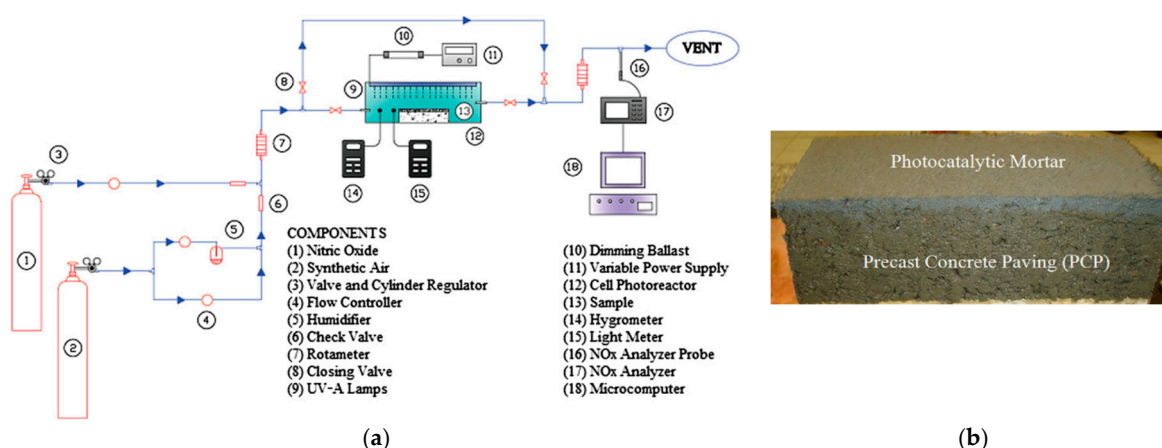 VENT
10
11
9
16
8
13
12
17
7
3
14
15
18
6
5
1
4
2
COMPONENTS
(1) Nitric Oxide
(2) Synthetic Air
(3) Valve and Cylinder Regulator
(4) Flow Controller
(5) Humidifier
(6) Check Valve
(7) Rotameter
(8) Closing Valve
(9) UV-A Lamps
(10) Dimming Ballast
(11) Variable Power Supply
(12) Cell Photoreactor
(13) Sample
(14) Hygrometer
(15) Light Meter
(16) NOx Analyzer Probe
(17) NOx Analyzer
(18) Microcomputer
(a)
Photocatalytic Mortar
Precast Concrete Paving (PCP)
(b)